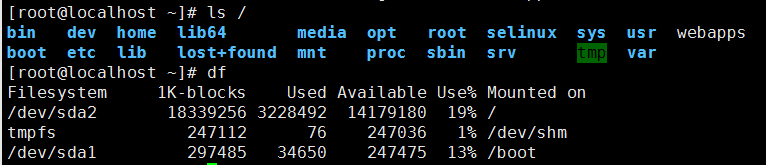 [root@localhost ~]# ls /
bin dev home lib64 media opt root selinux sys usr webapps
boot etc lib lost+found mnt proc sbin srv tmp var
[root@localhost ~]# df
Filesystem 1K-blocks Used Available Use% Mounted on
/dev/sda2 18339256 3228492 14179180 19% /
tmpfs 247112 76 247036 1% /dev/shm
/dev/sda1 297485 34650 247475 13% /boot